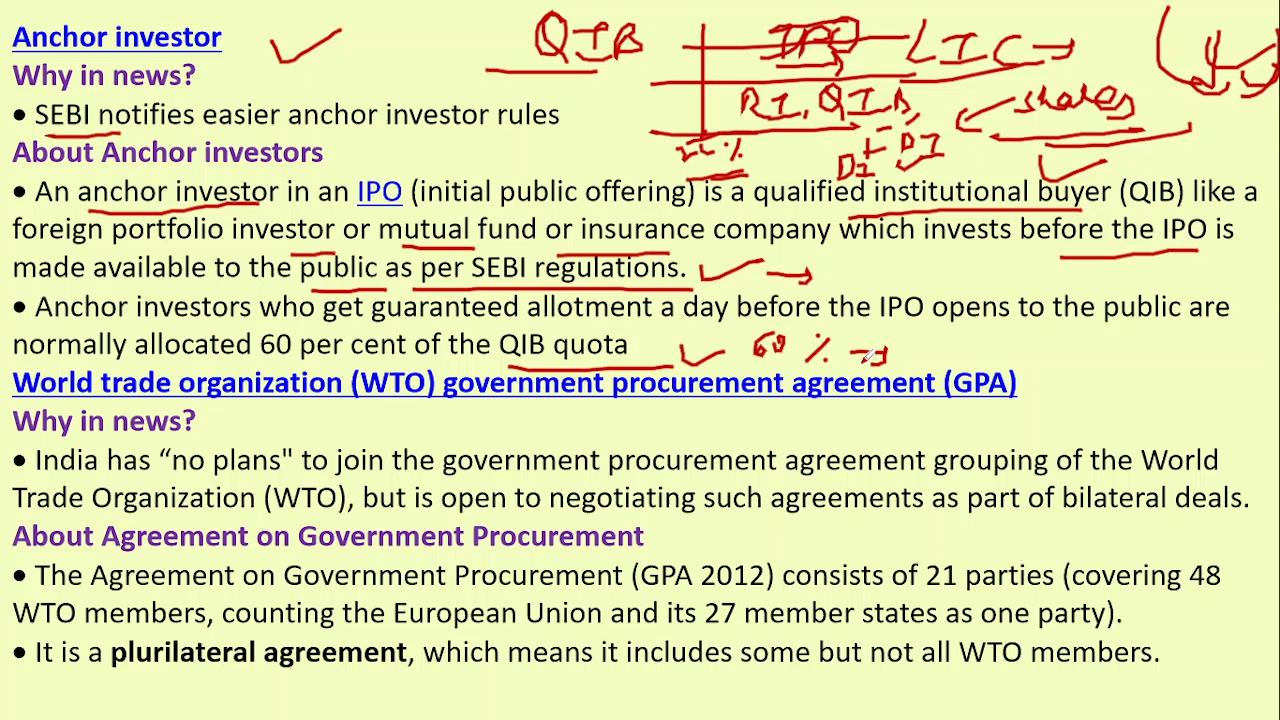 Anchor investor
QIB
IPO
LIC
Why in news?
RI, QIB
shares
• SEBI notifies easier anchor investor rules
DI
DI
About Anchor investors
• An anchor investor in an IPO (initial public offering) is a qualified institutional buyer (QIB) like a
foreign portfolio investor or mutual fund or insurance company which invests before the IPO is
made available to the public as per SEBI regulations.
• Anchor investors who get guaranteed allotment a day before the IPO opens to the public are
normally allocated 60 per cent of the QIB quota
60 %
World trade organization (WTO) government procurement agreement (GPA)
Why in news?
• India has “no plans" to join the government procurement agreement grouping of the World
Trade Organization (WTO), but is open to negotiating such agreements as part of bilateral deals.
About Agreement on Government Procurement
• The Agreement on Government Procurement (GPA 2012) consists of 21 parties (covering 48
WTO members, counting the European Union and its 27 member states as one party).
• It is a plurilateral agreement, which means it includes some but not all WTO members.